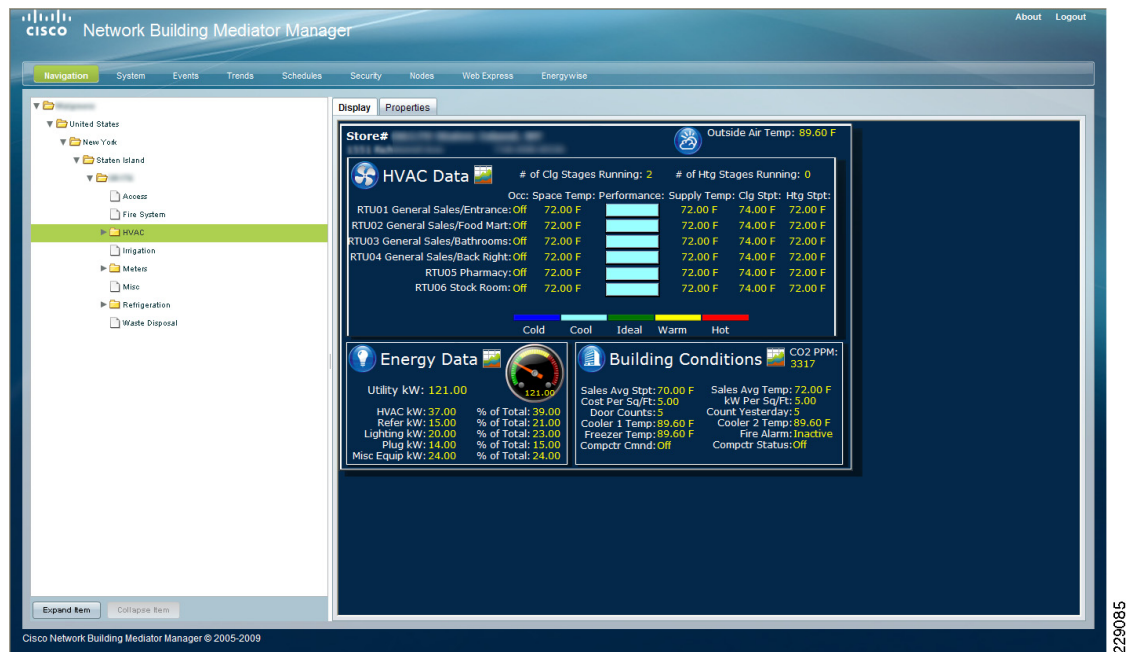 About Logout
CISCO Network Building Mediator Manager
Navigation System Events Trends Schedules Security Nodes Web Express Energywise
United States
New York
Staten Island
Access
Fire System
HVAC
Irrigation
Meters
Misc
Refrigeration
Waste Disposal
Expand Item Collapse Item
Display Properties
Store#
Outside Air Temp: 89.60 F
HVAC Data # of Clg Stages Running: 2 # of Htg Stages Running: 0
Occ: Space Temp: Performance: Supply Temp: Clg Stpt: Htg Stpt:
RTU01 General Sales/Entrance: Off 72.00 F 72.00 F 74.00 F 72.00 F
RTU02 General Sales/Food Mart: Off 72.00 F 72.00 F 74.00 F 72.00 F
RTU03 General Sales/Bathrooms: Off 72.00 F 72.00 F 74.00 F 72.00 F
RTU04 General Sales/Back Right: Off 72.00 F 72.00 F 74.00 F 72.00 F
RTU05 Pharmacy: Off 72.00 F 72.00 F 74.00 F 72.00 F
RTU06 Stock Room: Off 72.00 F 72.00 F 74.00 F 72.00 F
Cold Cool Ideal Warm Hot
Energy Data
121.00
Utility kW: 121.00
HVAC kW: 37.00 % of Total: 39.00
Refer kW: 15.00 % of Total: 21.00
Lighting kW: 20.00 % of Total: 23.00
Plug kW: 14.00 % of Total: 15.00
Misc Equip kW: 24.00 % of Total: 24.00
Building Conditions CO2 PPM:
3317
Sales Avg Stpt: 70.00 F Sales Avg Temp: 72.00 F
Cost Per Sq/Ft: 5.00 kW Per Sq/Ft: 5.00
Door Counts: 5 Count Yesterday: 5
Cooler 1 Temp: 89.60 F Cooler 2 Temp: 89.60 F
Freezer Temp: 89.60 F Fire Alarm: Inactive
Compctr Cmnd: Off Compctr Status: Off
Cisco Network Building Mediator Manager © 2005-2009
229085